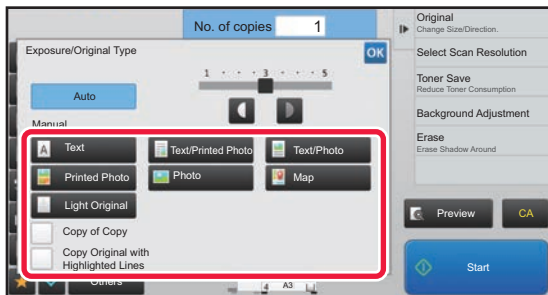 No. of copies 1
Exposure/Original Type
OK
1 · · · 3 · · · 5
Auto
Manual
Text
Text/Printed Photo
Text/Photo
Printed Photo
Photo
Map
Light Original
Copy of Copy
Copy Original with
Highlighted Lines
Others
4 A3
Original
Change Size/Direction.
Select Scan Resolution
Toner Save
Reduce Toner Consumption
Background Adjustment
Erase
Erase Shadow Around
Preview
CA
Start